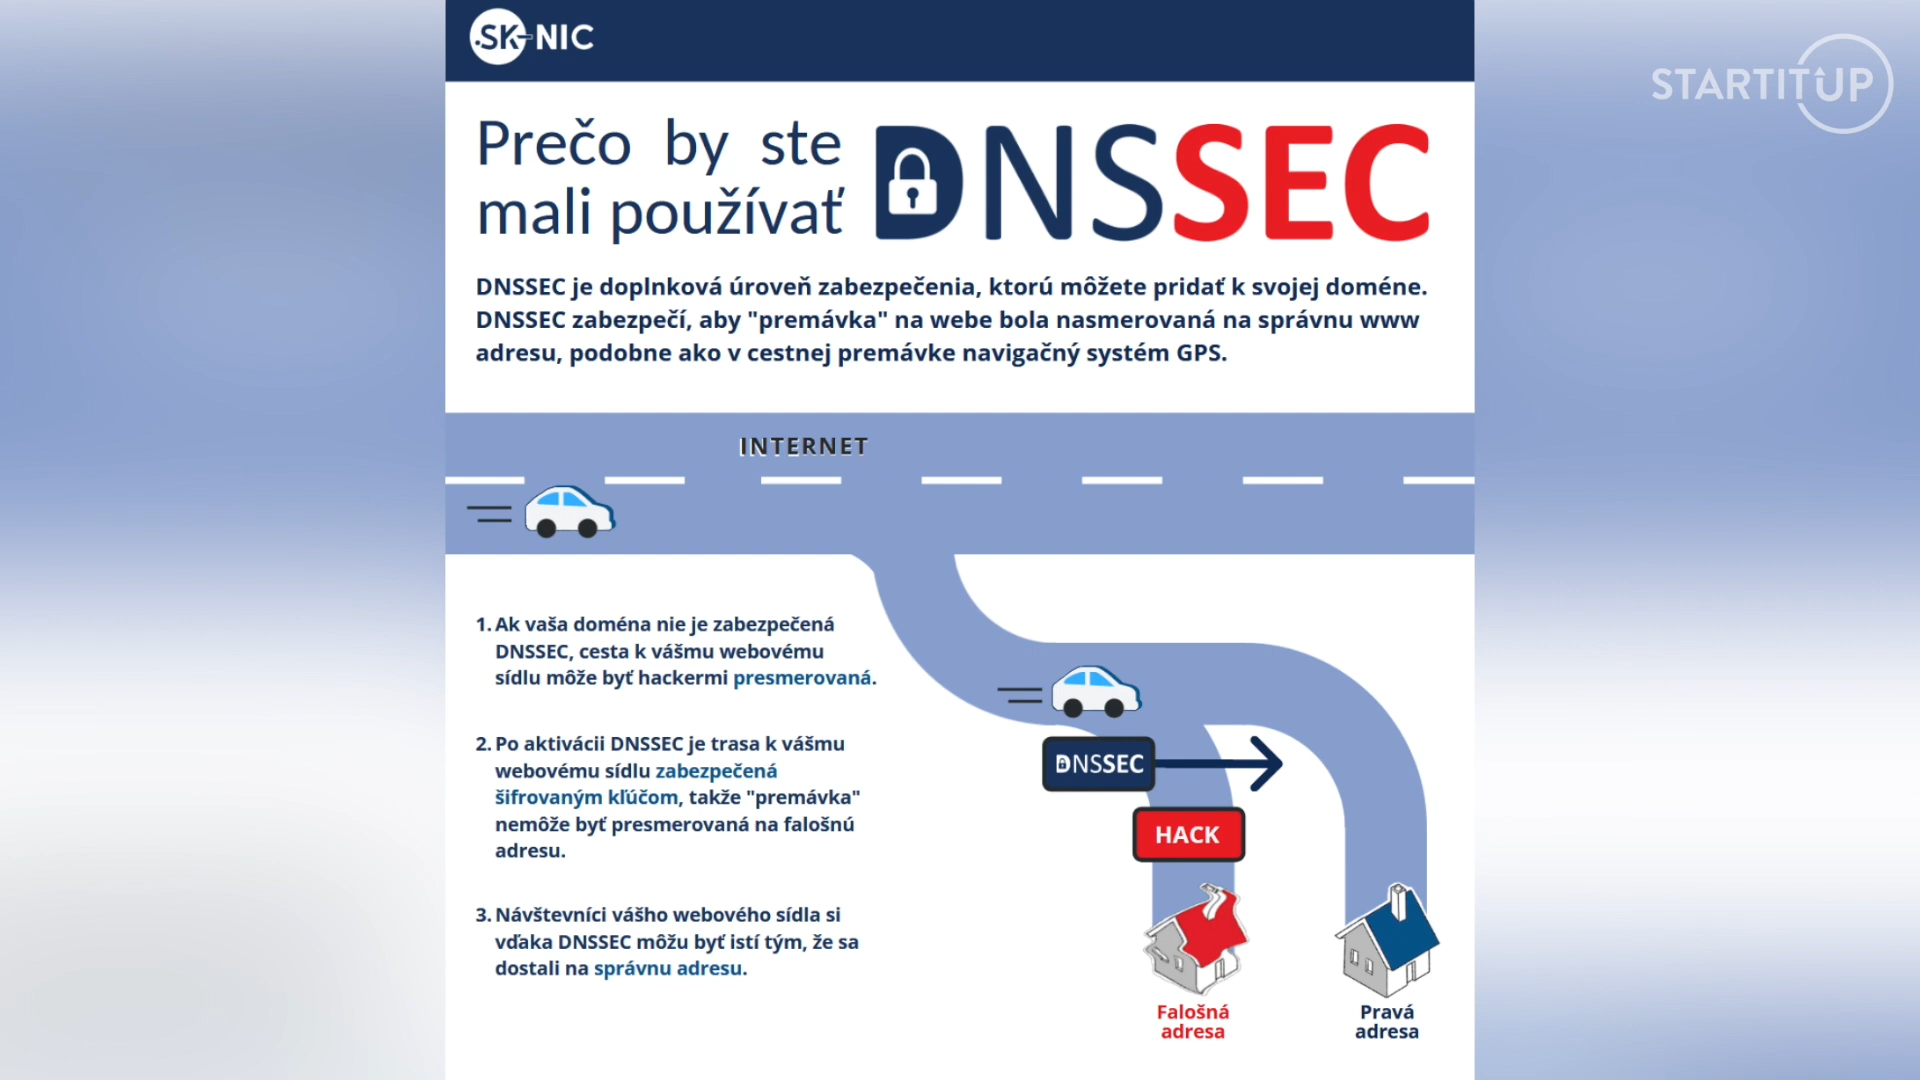 .SK-NIC
STARTITUP
Prečo by ste
mali používať
DNSSEC
DNSSEC je doplnková úroveň zabezpečenia, ktorú môžete pridať k svojej doméne.
DNSSEC zabezpečí, aby "premávka" na webe bola nasmerovaná na správnu www
adresu, podobne ako v cestnej premávke navigačný systém GPS.
INTERNET
1. Ak vaša doména nie je zabezpečená
DNSSEC, cesta k vášmu webovému
sídlu môže byť hackermi presmerovaná.
2. Po aktivácii DNSSEC je trasa k vášmu
webovému sídlu zabezpečená
šifrovaným kľúčom, takže "premávka"
nemôže byť presmerovaná na falošnú
adresu.
3. Návštevníci vášho webového sídla si
vďaka DNSSEC môžu byť istí tým, že sa
dostali na správnu adresu.
DNSSEC
HACK
Falošná
adresa
Pravá
adresa